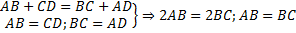 AB + CD = BC + AD
AB = CD; BC = AD} ⇒ 2AB = 2BC; AB = BC